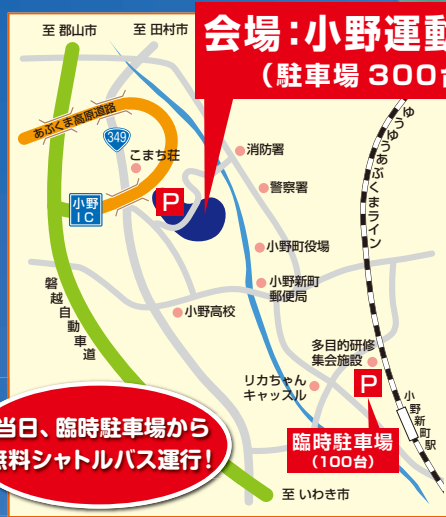 至 郡山市
至 田村市
会場：小野運動
（駐車場 300台
あぶくま高原道路
349
こまち荘
消防署
ゆうゆうあぶくまライン
小野
IC
P
警察署
小野町役場
小野新町
郵便局
磐越自動車道
小野高校
多目的研修
集会施設
リカちゃん
キャッスル
P
小野新町駅
当日、臨時駐車場から
無料シャトルバス運行！
臨時駐車場
（100台）
至 いわき市